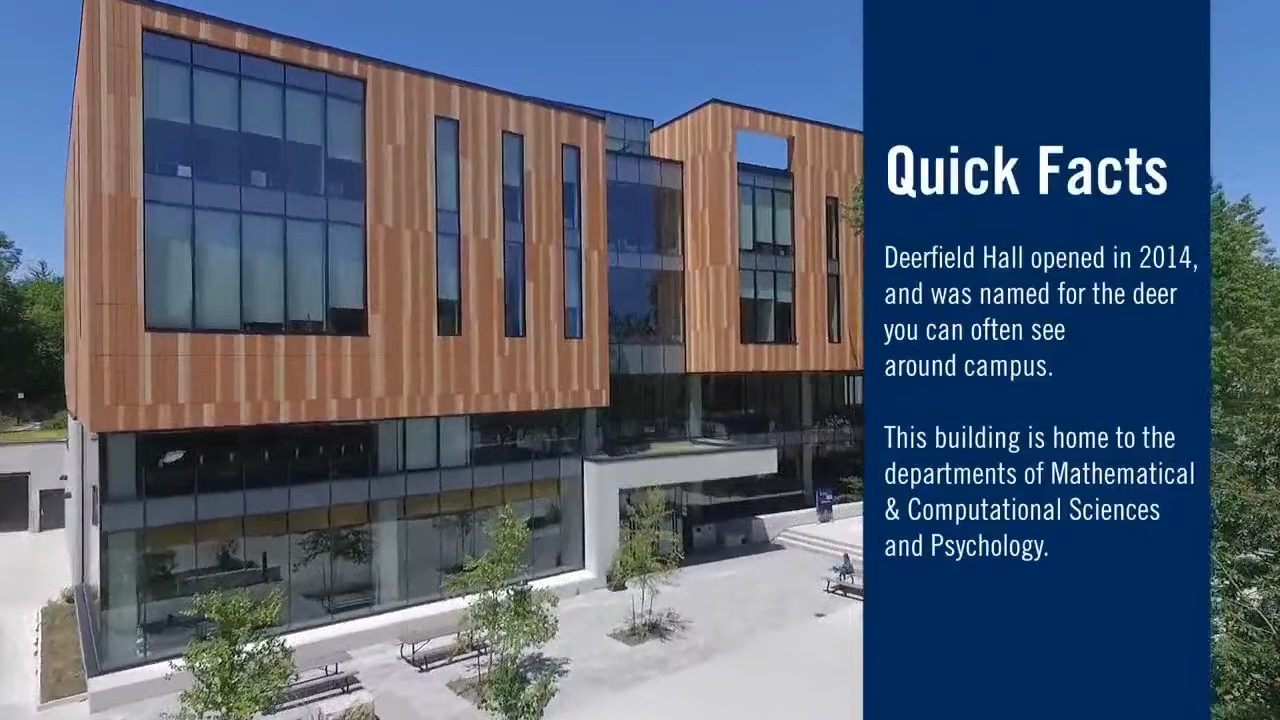 Quick Facts
Deerfield Hall opened in 2014,
and was named for the deer
you can often see
around campus.
This building is home to the
departments of Mathematical
& Computational Sciences
and Psychology.